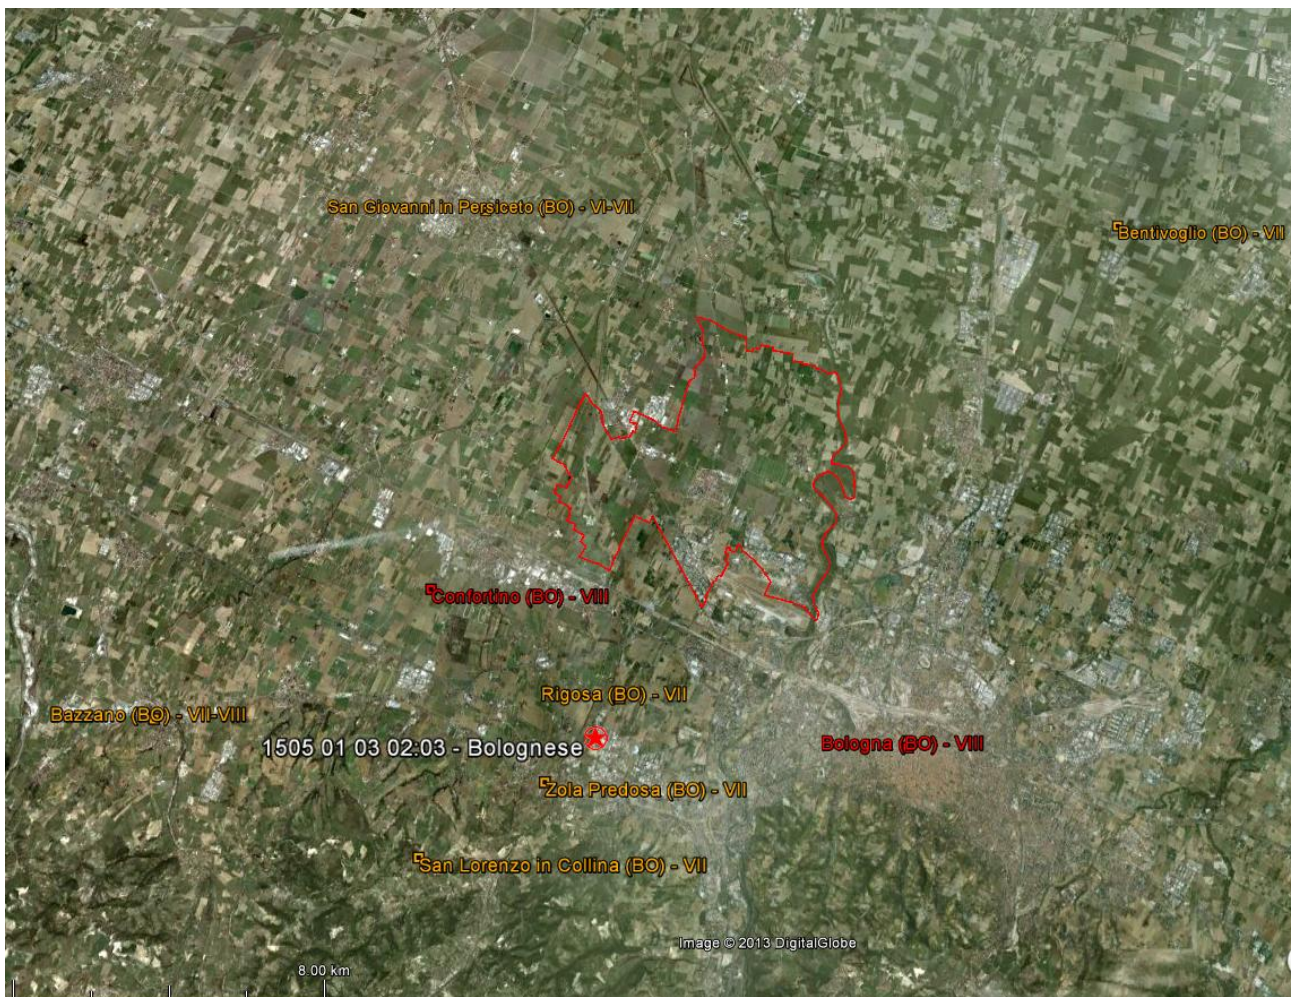 San Giovanni in Persiceto (BO) - VI-VII
Bentivoglio (BO) - VII
Confortino (BO) - VIII
Rigosa (BO) - VII
Bazzano (BO) - VII-VIII
1505 01 03 02:03 - Bolognese
Bologna (BO) - VIII
Zola Predosa (BO) - VII
San Lorenzo in Collina (BO) - VII
Image © 2013 DigitalGlobe
8.00 km